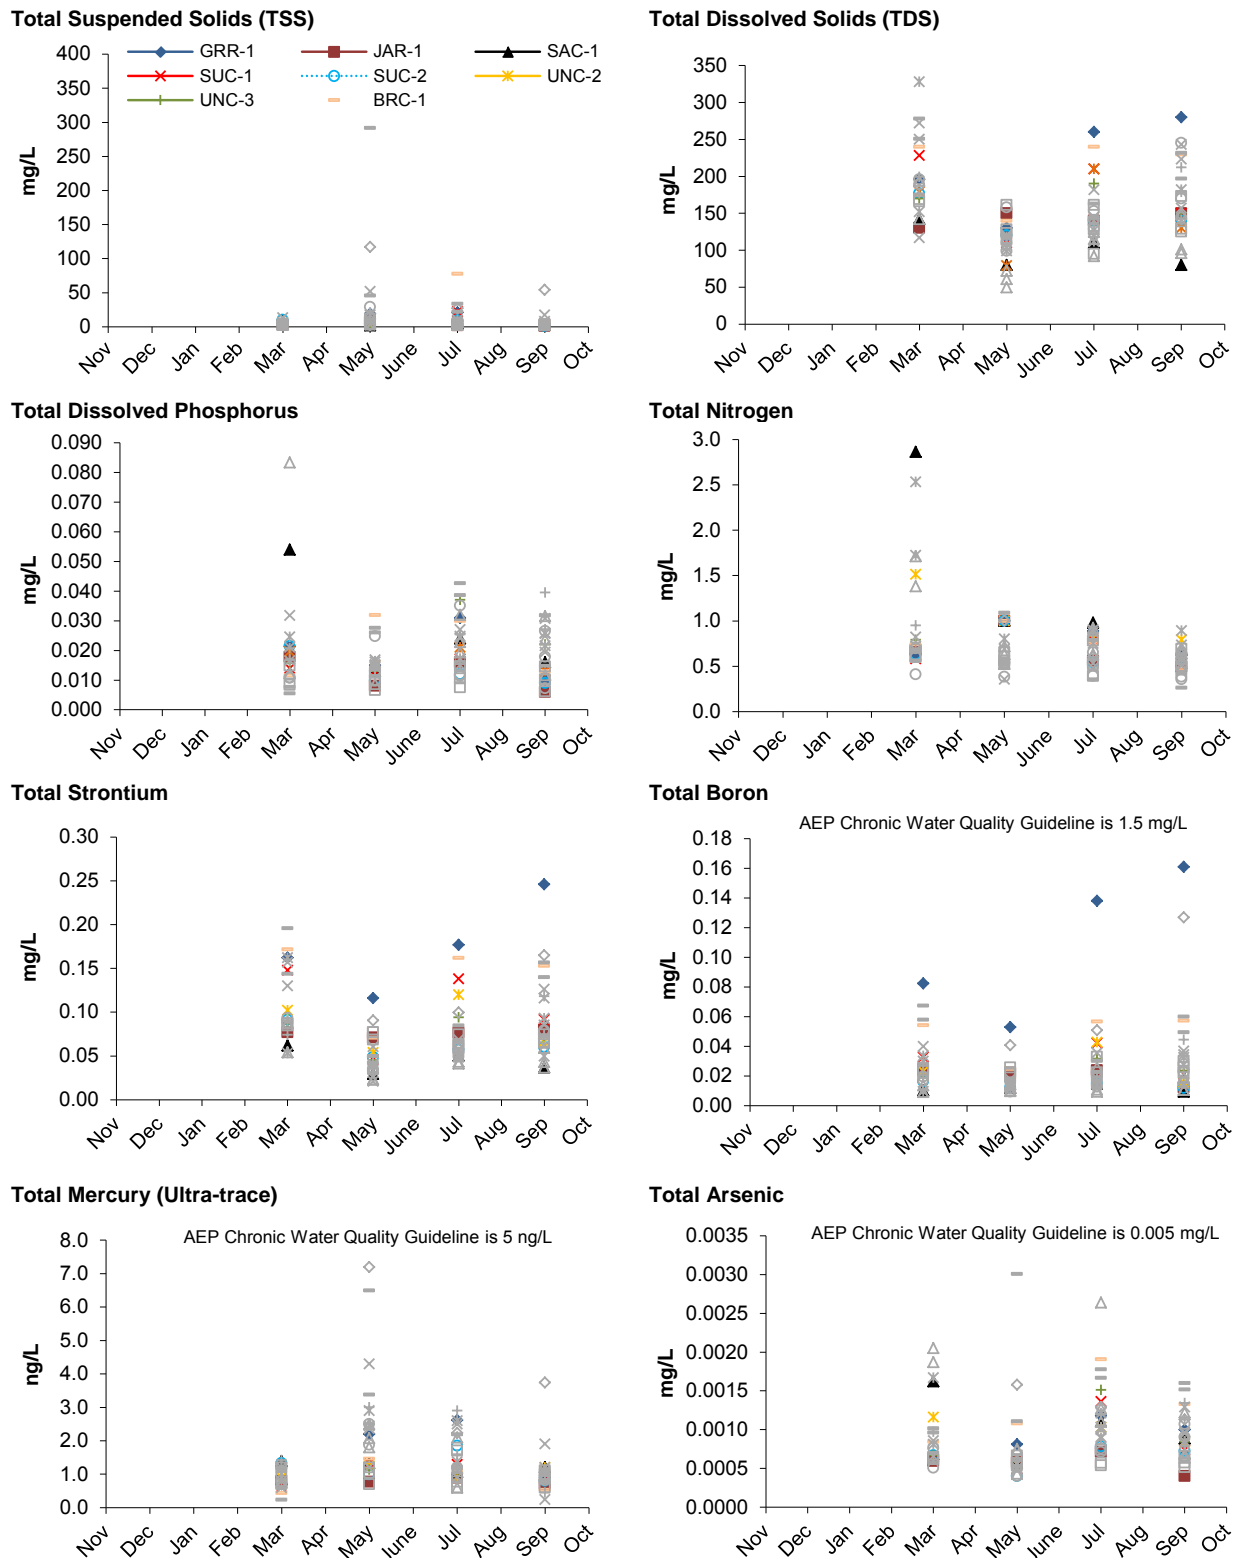 Total Suspended Solids (TSS)
400
350
300
250
200
150
100
50
0
mg/L
GRR-1
JAR-1
SAC-1
SUC-1
SUC-2
UNC-2
UNC-3
BRC-1
Nov Dec Jan Feb Mar Apr May June Jul Aug Sep Oct
Total Dissolved Solids (TDS)
350
300
250
200
150
100
50
0
mg/L
Nov Dec Jan Feb Mar Apr May June Jul Aug Sep Oct
Total Dissolved Phosphorus
0.090
0.080
0.070
0.060
0.050
0.040
0.030
0.020
0.010
0.000
mg/L
Nov Dec Jan Feb Mar Apr May June Jul Aug Sep Oct
Total Nitrogen
3.0
2.5
2.0
1.5
1.0
0.5
0.0
mg/L
Nov Dec Jan Feb Mar Apr May June Jul Aug Sep Oct
Total Strontium
0.30
0.25
0.20
0.15
0.10
0.05
0.00
mg/L
Nov Dec Jan Feb Mar Apr May June Jul Aug Sep Oct
Total Boron
AEP Chronic Water Quality Guideline is 1.5 mg/L
0.18
0.16
0.14
0.12
0.10
0.08
0.06
0.04
0.02
0.00
mg/L
Nov Dec Jan Feb Mar Apr May June Jul Aug Sep Oct
Total Mercury (Ultra-trace)
AEP Chronic Water Quality Guideline is 5 ng/L
8.0
7.0
6.0
5.0
4.0
3.0
2.0
1.0
0.0
ng/L
Nov Dec Jan Feb Mar Apr May June Jul Aug Sep Oct
Total Arsenic
AEP Chronic Water Quality Guideline is 0.005 mg/L
0.0035
0.0030
0.0025
0.0020
0.0015
0.0010
0.0005
0.0000
mg/L
Nov Dec Jan Feb Mar Apr May June Jul Aug Sep Oct